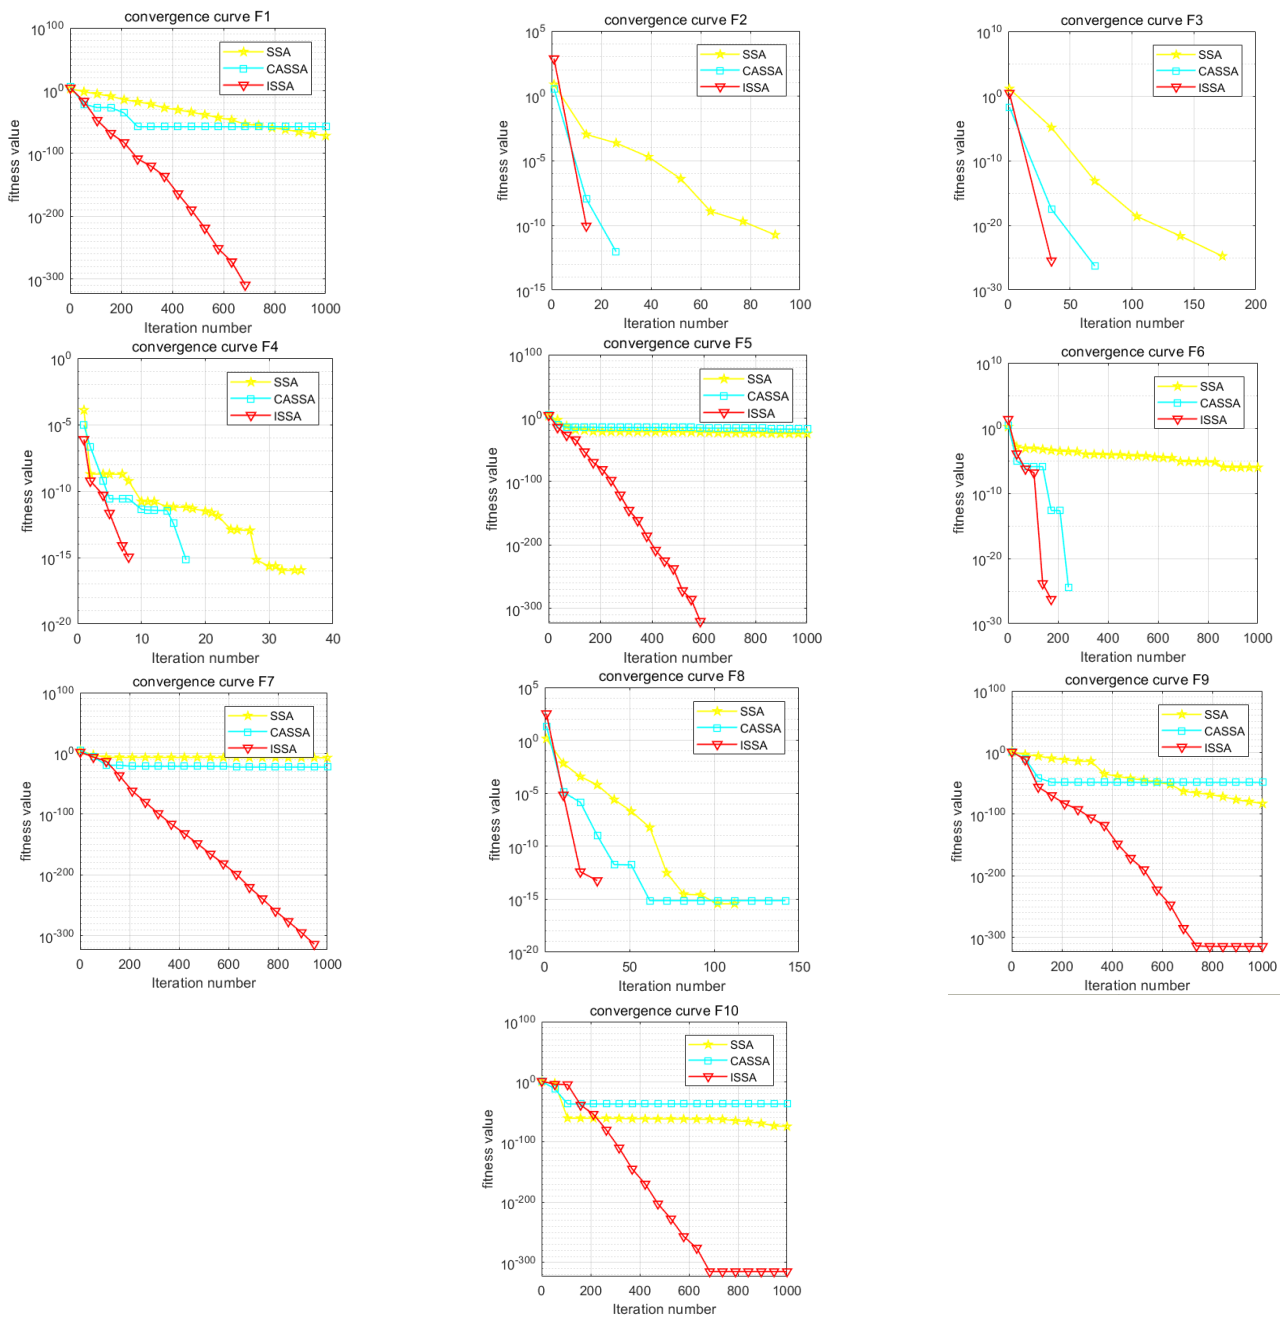 convergence curve F1
10^100
10^0
10^-100
10^-200
10^-300
0 200 400 600 800 1000
Iteration number
fitness value
SSA
CASSA
ISSA
convergence curve F2
10^5
10^0
10^-5
10^-10
10^-15
0 20 40 60 80 100
Iteration number
fitness value
SSA
CASSA
ISSA
convergence curve F3
10^10
10^0
10^-10
10^-20
10^-30
0 50 100 150 200
Iteration number
fitness value
SSA
CASSA
ISSA
convergence curve F4
10^0
10^-5
10^-10
10^-15
10^-20
0 10 20 30 40
Iteration number
fitness value
SSA
CASSA
ISSA
convergence curve F5
10^100
10^0
10^-100
10^-200
10^-300
0 200 400 600 800 1000
Iteration number
fitness value
SSA
CASSA
ISSA
convergence curve F6
10^10
10^0
10^-10
10^-20
10^-30
0 200 400 600 800 1000
Iteration number
fitness value
SSA
CASSA
ISSA
convergence curve F7
10^100
10^0
10^-100
10^-200
10^-300
0 200 400 600 800 1000
Iteration number
fitness value
SSA
CASSA
ISSA
convergence curve F8
10^5
10^0
10^-5
10^-10
10^-15
10^-20
0 50 100 150
Iteration number
fitness value
SSA
CASSA
ISSA
convergence curve F9
10^100
10^0
10^-100
10^-200
10^-300
0 200 400 600 800 1000
Iteration number
fitness value
SSA
CASSA
ISSA
convergence curve F10
10^100
10^0
10^-100
10^-200
10^-300
0 200 400 600 800 1000
Iteration number
fitness value
SSA
CASSA
ISSA